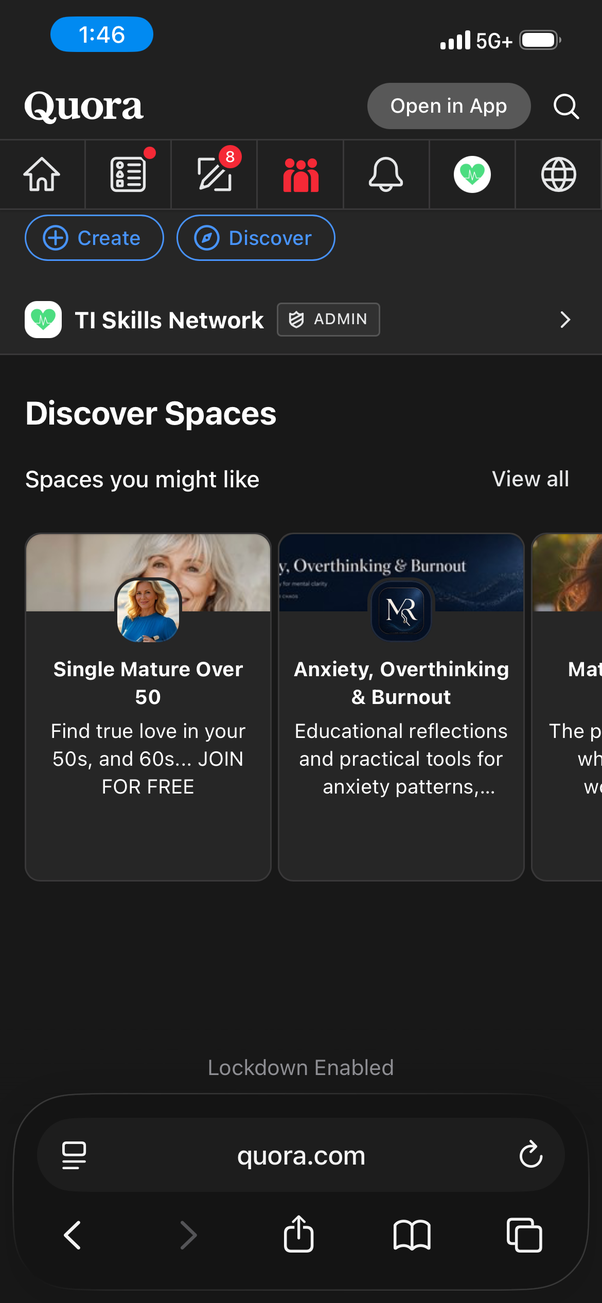 1:46
5G+
Quora
Open in App
8
Create
Discover
TI Skills Network
ADMIN
Discover Spaces
Spaces you might like
View all
y, Overthinking & Burnout
for mental clarity
Single Mature Over
50
Find true love in your
50s, and 60s... JOIN
FOR FREE
MR
Anxiety, Overthinking
& Burnout
Educational reflections
and practical tools for
anxiety patterns,...
Mat
The p
wh
we
Lockdown Enabled
quora.com